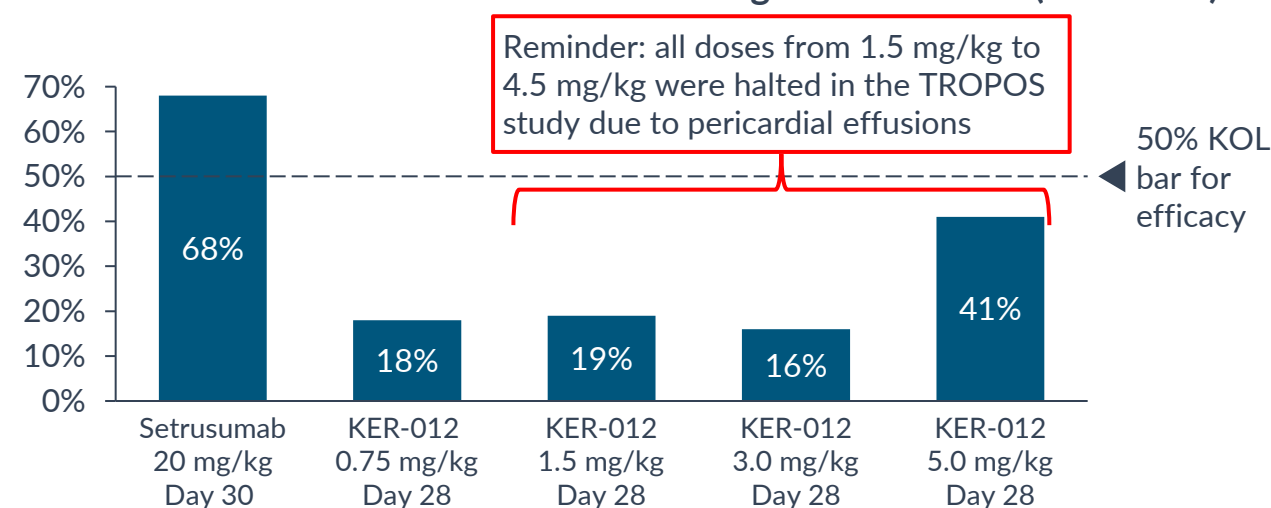 Reminder: all doses from 1.5 mg/kg to
4.5 mg/kg were halted in the TROPOS
study due to pericardial effusions
70%
60%
50%
40%
30%
20%
10%
0%
50% KOL
bar for
efficacy
68%
18%
19%
16%
41%
Setrusumab
20 mg/kg
Day 30
KER-012
0.75 mg/kg
Day 28
KER-012
1.5 mg/kg
Day 28
KER-012
3.0 mg/kg
Day 28
KER-012
5.0 mg/kg
Day 28